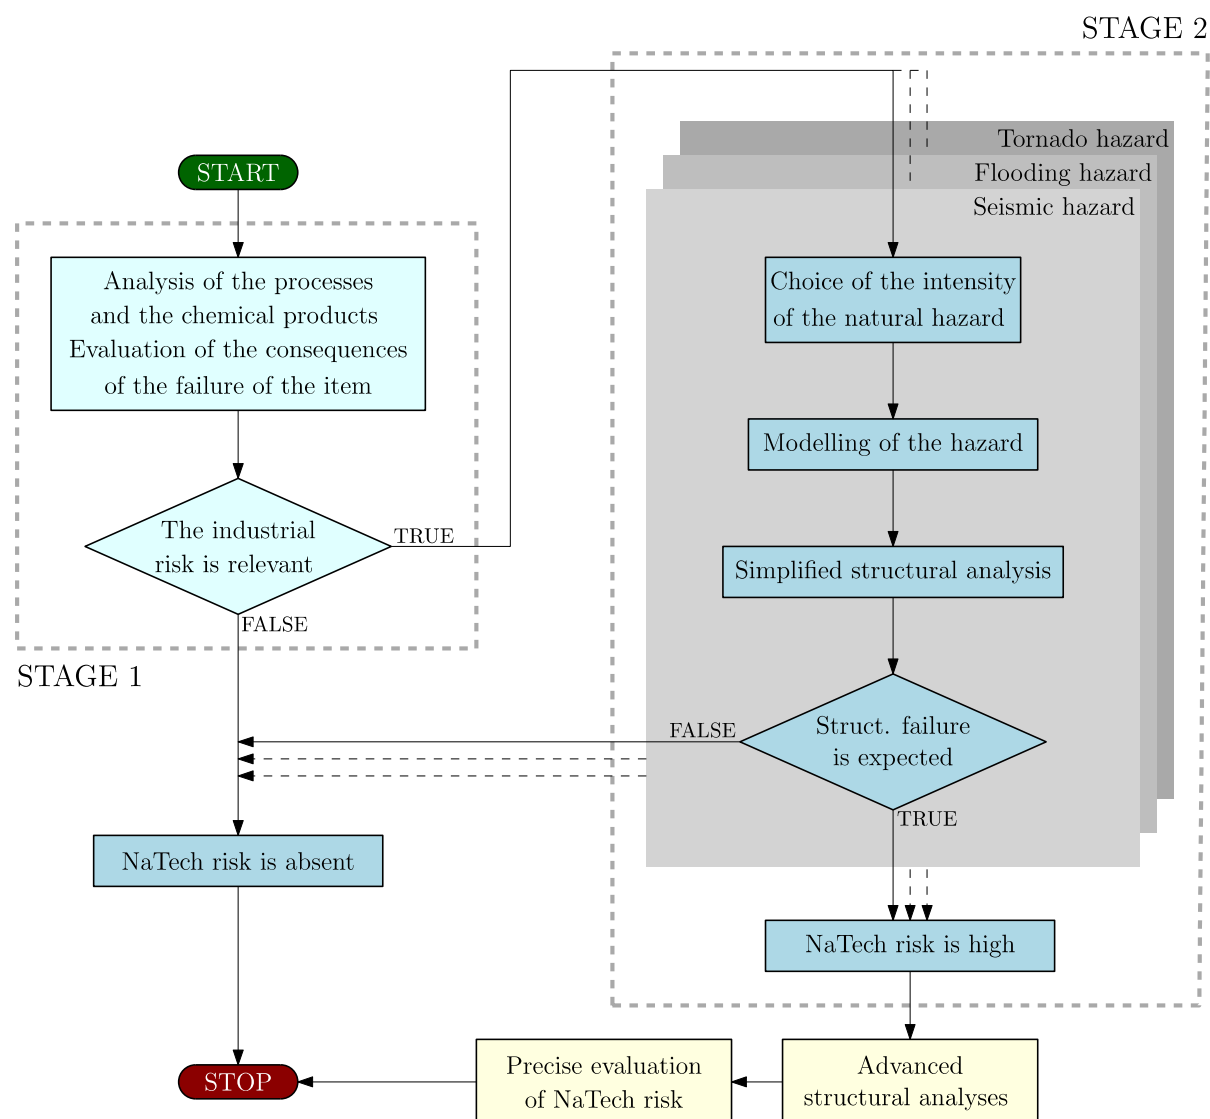 STAGE 2
Tornado hazard
Flooding hazard
Seismic hazard
START
Analysis of the processes
and the chemical products
Evaluation of the consequences
of the failure of the item
The industrial
risk is relevant
TRUE
FALSE
STAGE 1
Choice of the intensity
of the natural hazard
Modelling of the hazard
Simplified structural analysis
Struct. failure
is expected
FALSE
TRUE
NaTech risk is absent
NaTech risk is high
Advanced
structural analyses
Precise evaluation
of NaTech risk
STOP